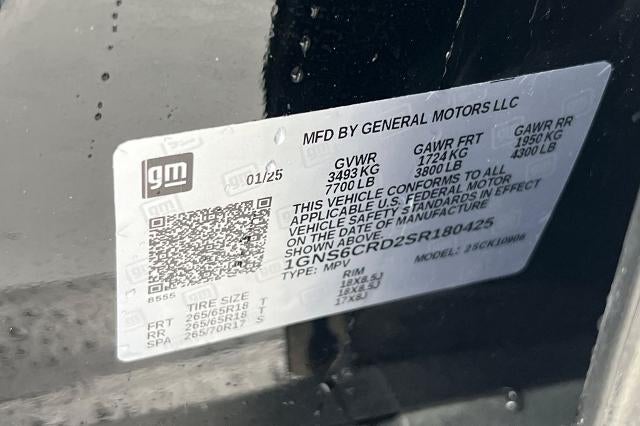 MFD BY GENERAL MOTORS LLC
gm
01/25
GVWR GAWR FRT GAWR RR
3493 KG 1724 KG 1950 KG
7700 LB 3800 LB 4300 LB
THIS VEHICLE CONFORMS TO ALL
APPLICABLE U.S. FEDERAL MOTOR
VEHICLE SAFETY STANDARDS IN EFFECT
ON THE DATE OF MANUFACTURE
SHOWN ABOVE.
1GNS6CRD2SR180425
TYPE: MPV MODEL: 25CK10906
8555
TIRE SIZE RIM
FRT 265/65R18 T 18X8.5J
RR 265/65R18 T 18X8.5J
SPA 265/70R17 S 17X8J